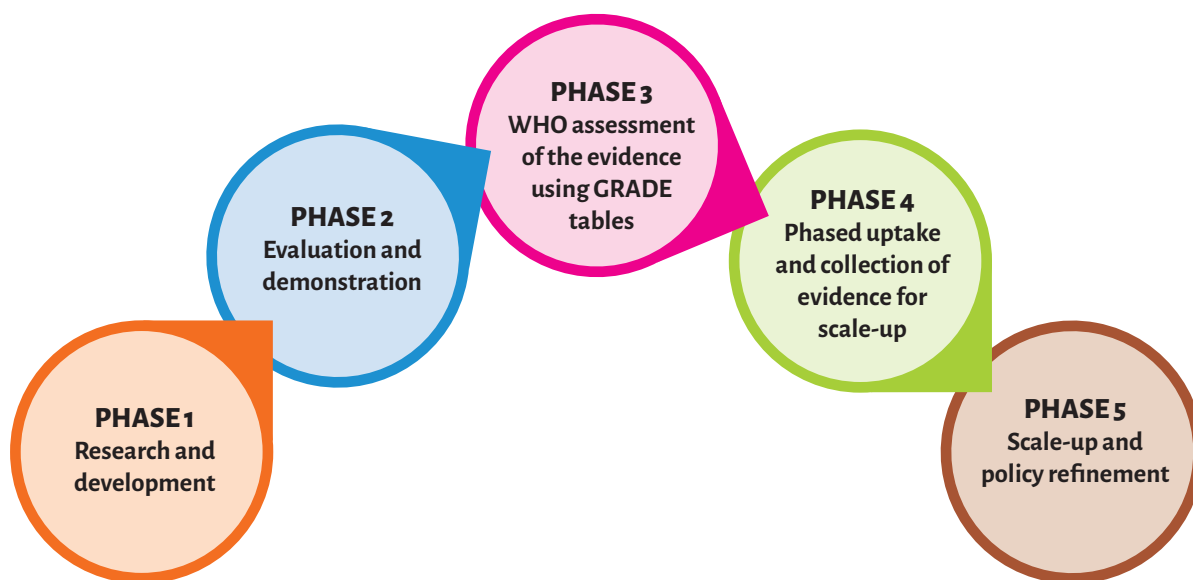 PHASE 1
Research and
development
PHASE 2
Evaluation and
demonstration
PHASE 3
WHO assessment
of the evidence
using GRADE
tables
PHASE 4
Phased uptake
and collection of
evidence for
scale-up
PHASE 5
Scale-up and
policy refinement